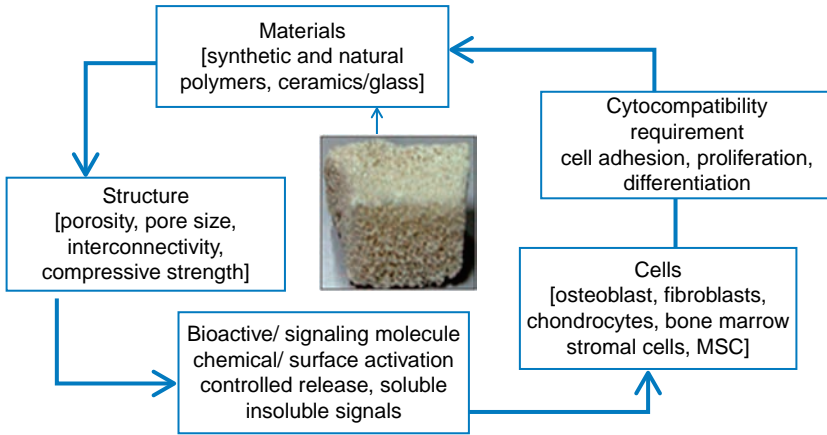 Materials
[synthetic and natural
polymers, ceramics/glass]
Cytocompatibility
requirement
cell adhesion, proliferation,
differentiation
Structure
[porosity, pore size,
interconnectivity,
compressive strength]
Cells
[osteoblast, fibroblasts,
chondrocytes, bone marrow
stromal cells, MSC]
Bioactive/ signaling molecule
chemical/ surface activation
controlled release, soluble
insoluble signals